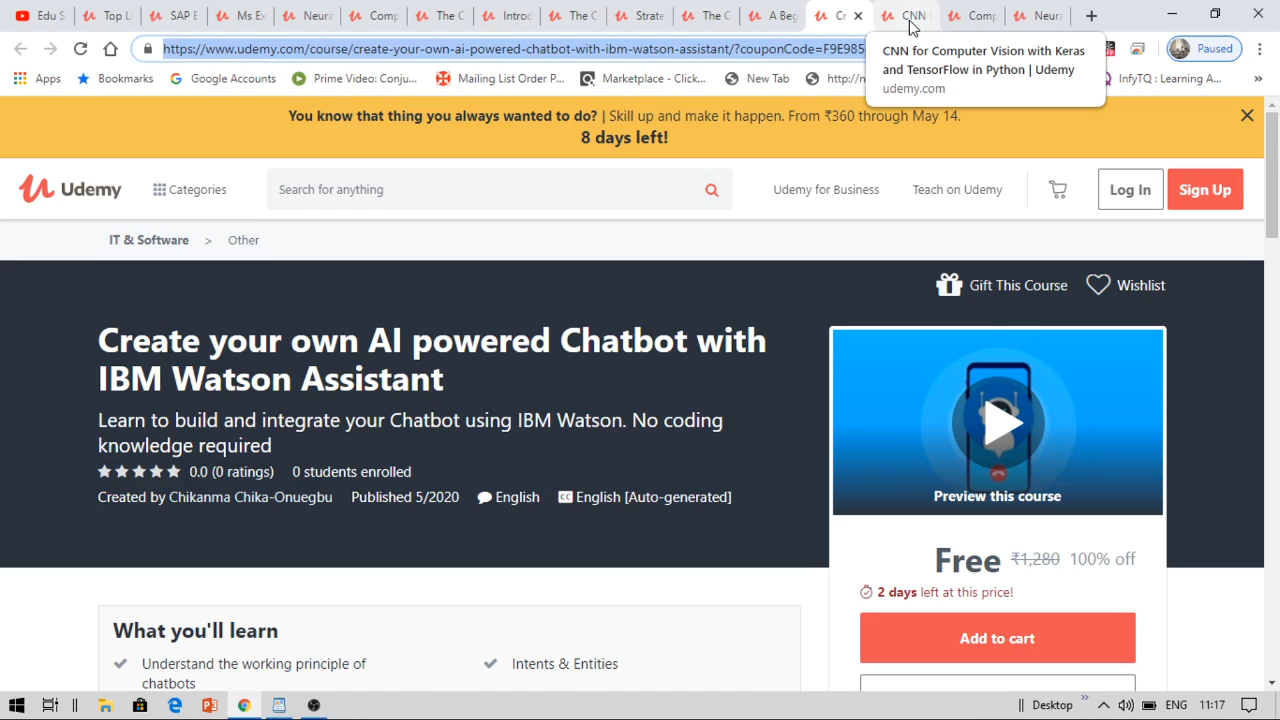 Edu S
Top Li
SAP E
Ms Ex
Neura
Comp
The C
Introc
The C
Strate
The C
A Beg
Cr
CNN
Comp
Neura
https://www.udemy.com/course/create-your-own-ai-powered-chatbot-with-ibm-watson-assistant/?couponCode=F9E985
Paused
CNN for Computer Vision with Keras
and TensorFlow in Python | Udemy
udemy.com
Apps
Bookmarks
Google Accounts
Prime Video: Conju...
Mailing List Order P...
Marketplace - Click...
New Tab
http://n
InfyTQ : Learning A...
You know that thing you always wanted to do? | Skill up and make it happen. From ₹360 through May 14.
8 days left!
Udemy
Categories
Search for anything
Udemy for Business
Teach on Udemy
Log In
Sign Up
IT & Software > Other
Gift This Course
Wishlist
Create your own AI powered Chatbot with
IBM Watson Assistant
Learn to build and integrate your Chatbot using IBM Watson. No coding
knowledge required
0.0 (0 ratings) 0 students enrolled
Created by Chikanma Chika-Onuegbu Published 5/2020 English English [Auto-generated]
Preview this course
Free ₹1,280 100% off
2 days left at this price!
Add to cart
What you'll learn
Understand the working principle of
chatbots
Intents & Entities
Desktop
ENG
11:17